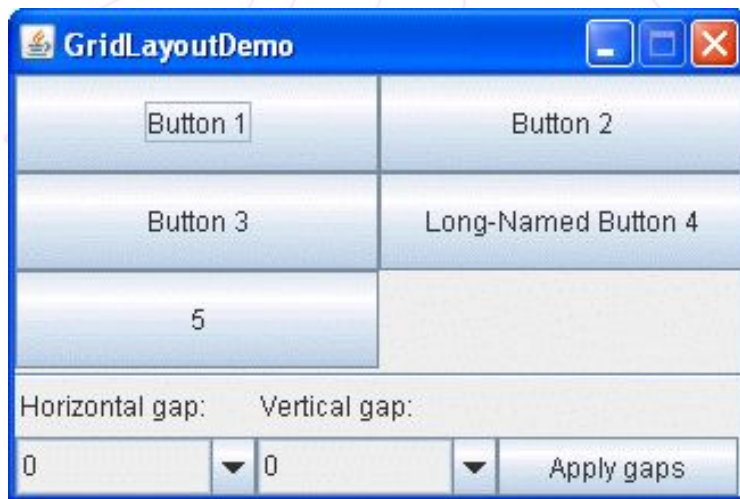 GridLayoutDemo
Button 1 Button 2
Button 3 Long-Named Button 4
5
Horizontal gap: Vertical gap:
0 0 Apply gaps